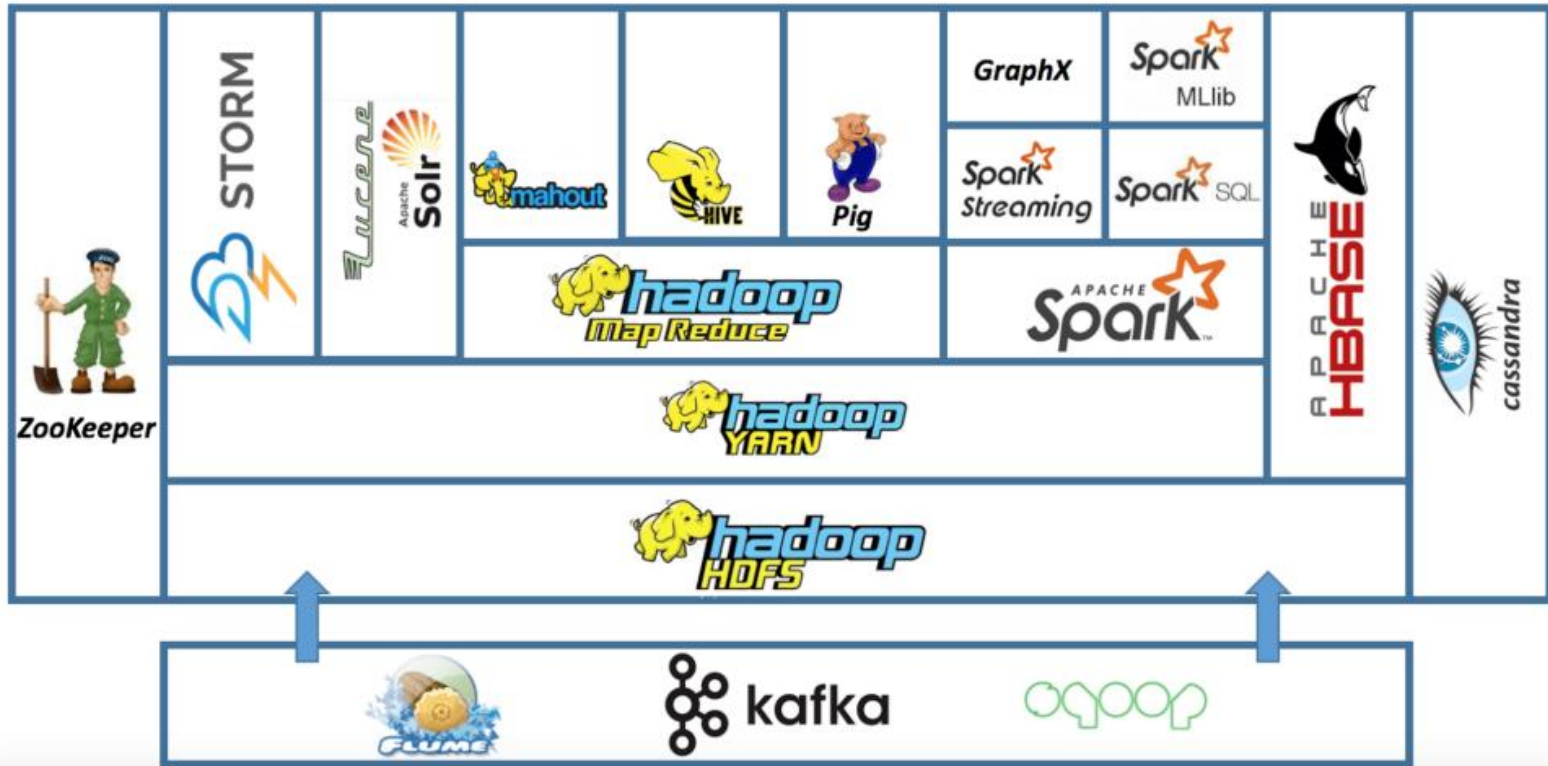 ZooKeeper
STORM
Lucene
Apache
Solr
mahout
HIVE
Pig
GraphX
Spark
MLlib
Spark
Streaming
Spark SQL
hadoop
Map Reduce
APACHE
Spark™
APACHE
HBASE
cassandra
hadoop
YARN
hadoop
HDFS
FLUME
kafka
sqoop